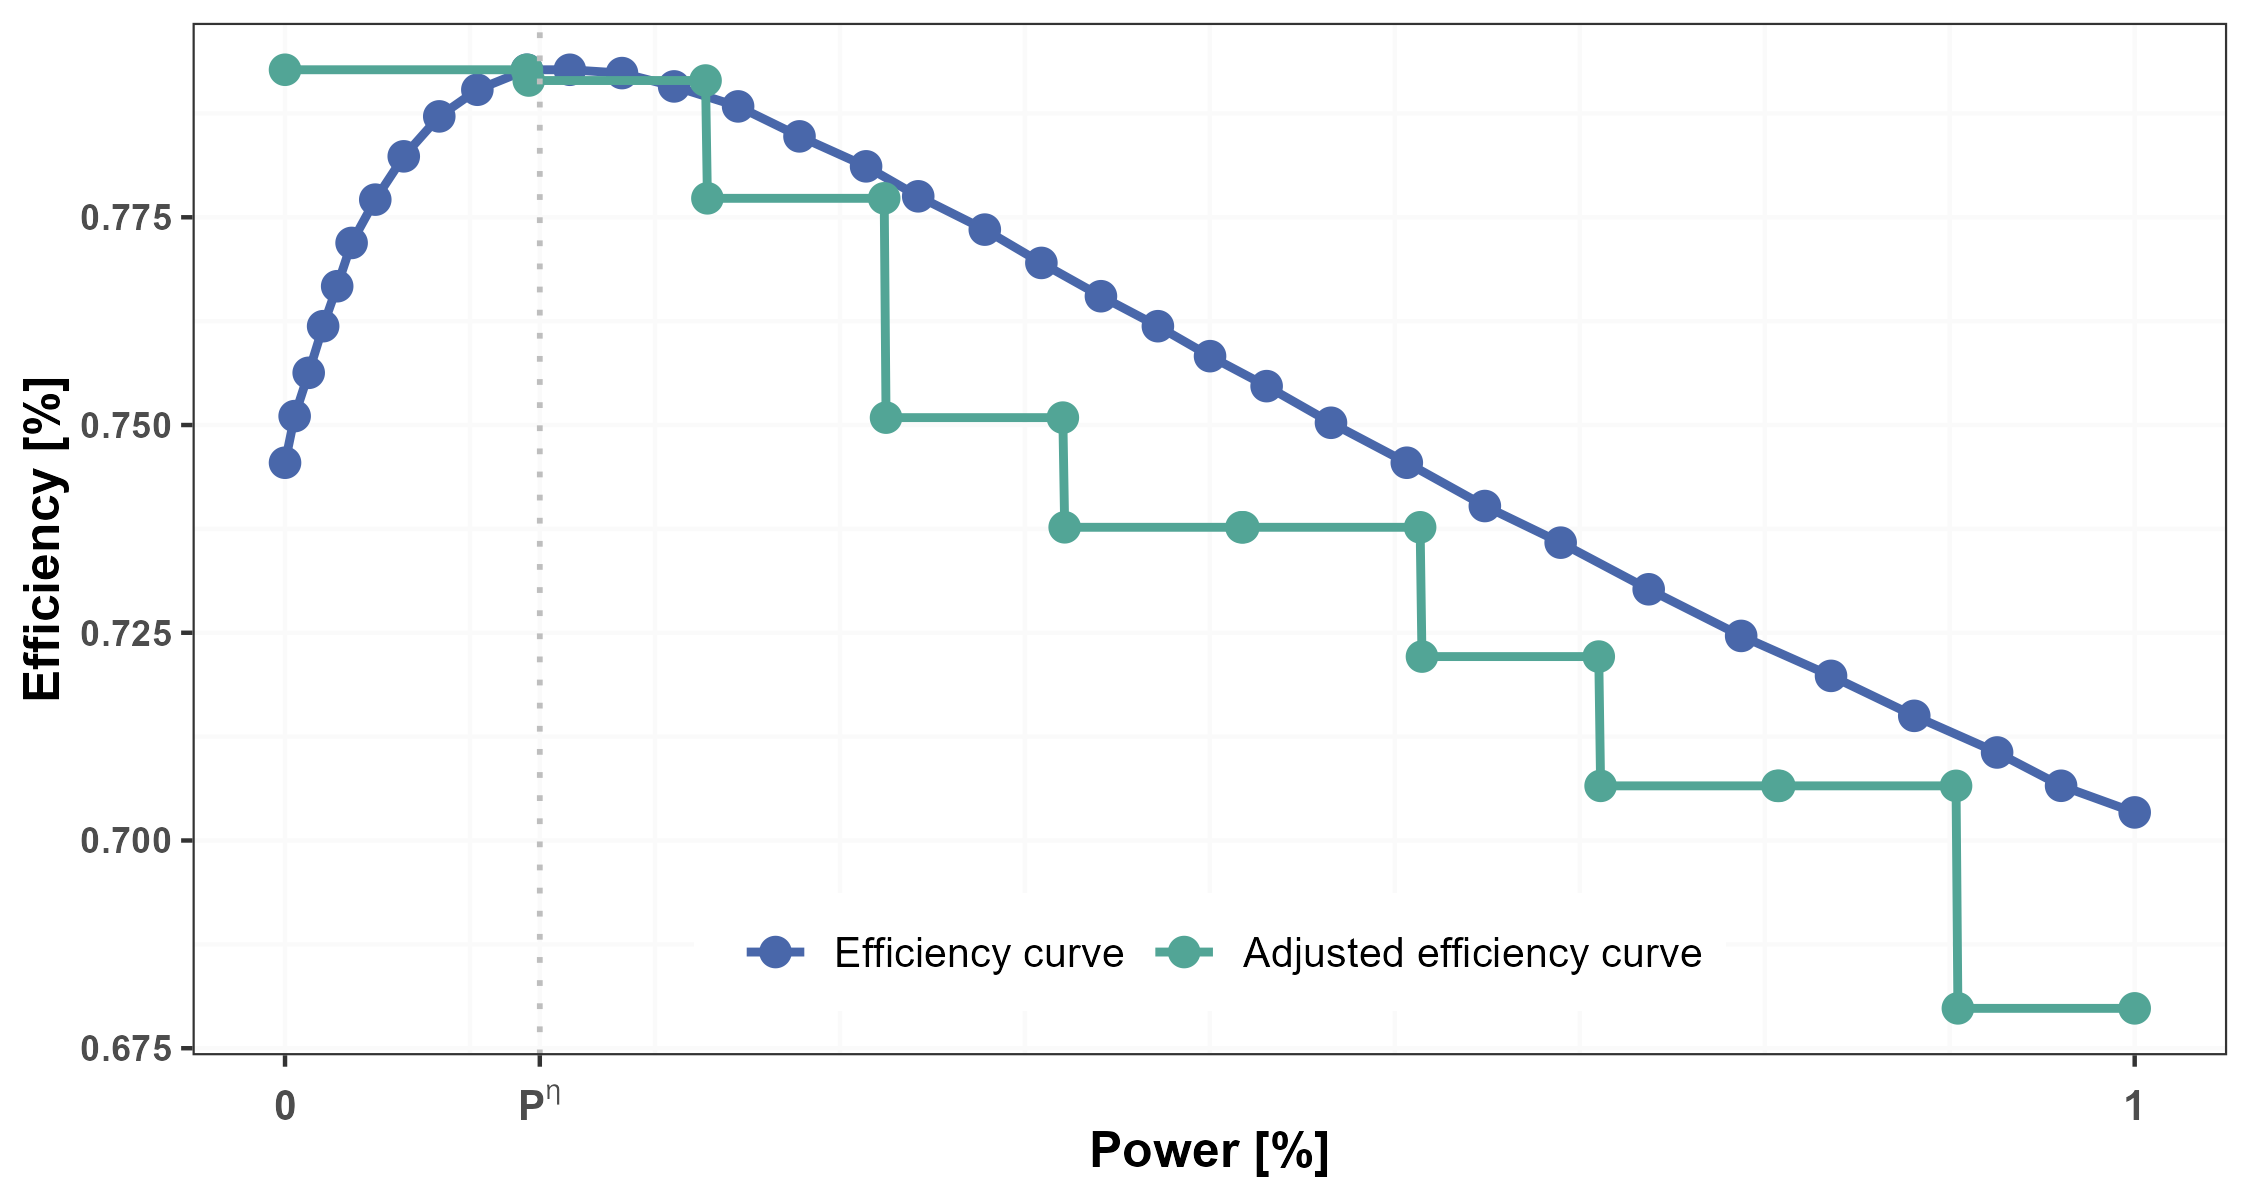 Efficiency [%]
0.775
0.750
0.725
0.700
0.675
Efficiency curve
Adjusted efficiency curve
0
P^η
1
Power [%]